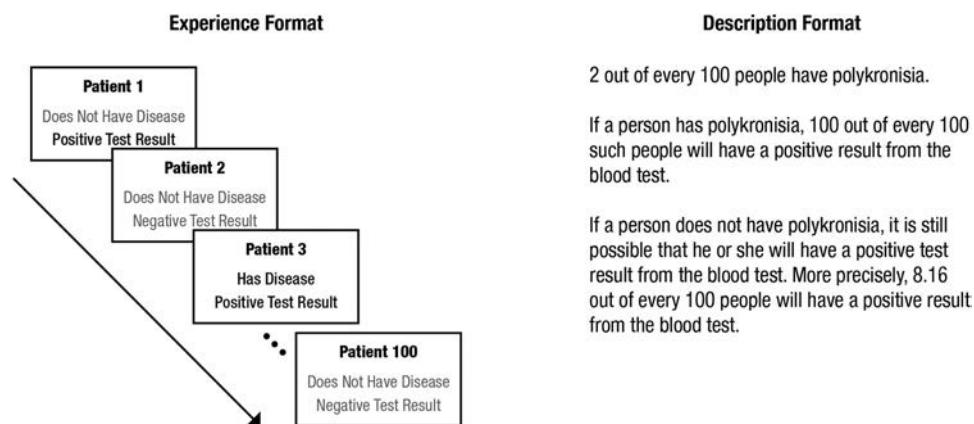 Experience Format
Patient 1
Does Not Have Disease
Positive Test Result
Patient 2
Does Not Have Disease
Negative Test Result
Patient 3
Has Disease
Positive Test Result
Patient 100
Does Not Have Disease
Negative Test Result
Description Format
2 out of every 100 people have polykronisia.
If a person has polykronisia, 100 out of every 100
such people will have a positive result from the
blood test.
If a person does not have polykronisia, it is still
possible that he or she will have a positive test
result from the blood test. More precisely, 8.16
out of every 100 people will have a positive result
from the blood test.